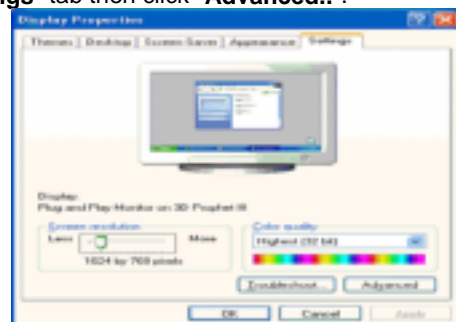 ngs" tab then click "Advanced.." .
Display Properties
Themes Desktop Screen Saver Appearance Settings
Display:
Plug and Play Monitor on 3D Prophet III
Screen resolution
Color quality
Less More
Highest (32 bit)
1024 by 768 pixels
Troubleshoot... Advanced
OK Cancel Apply